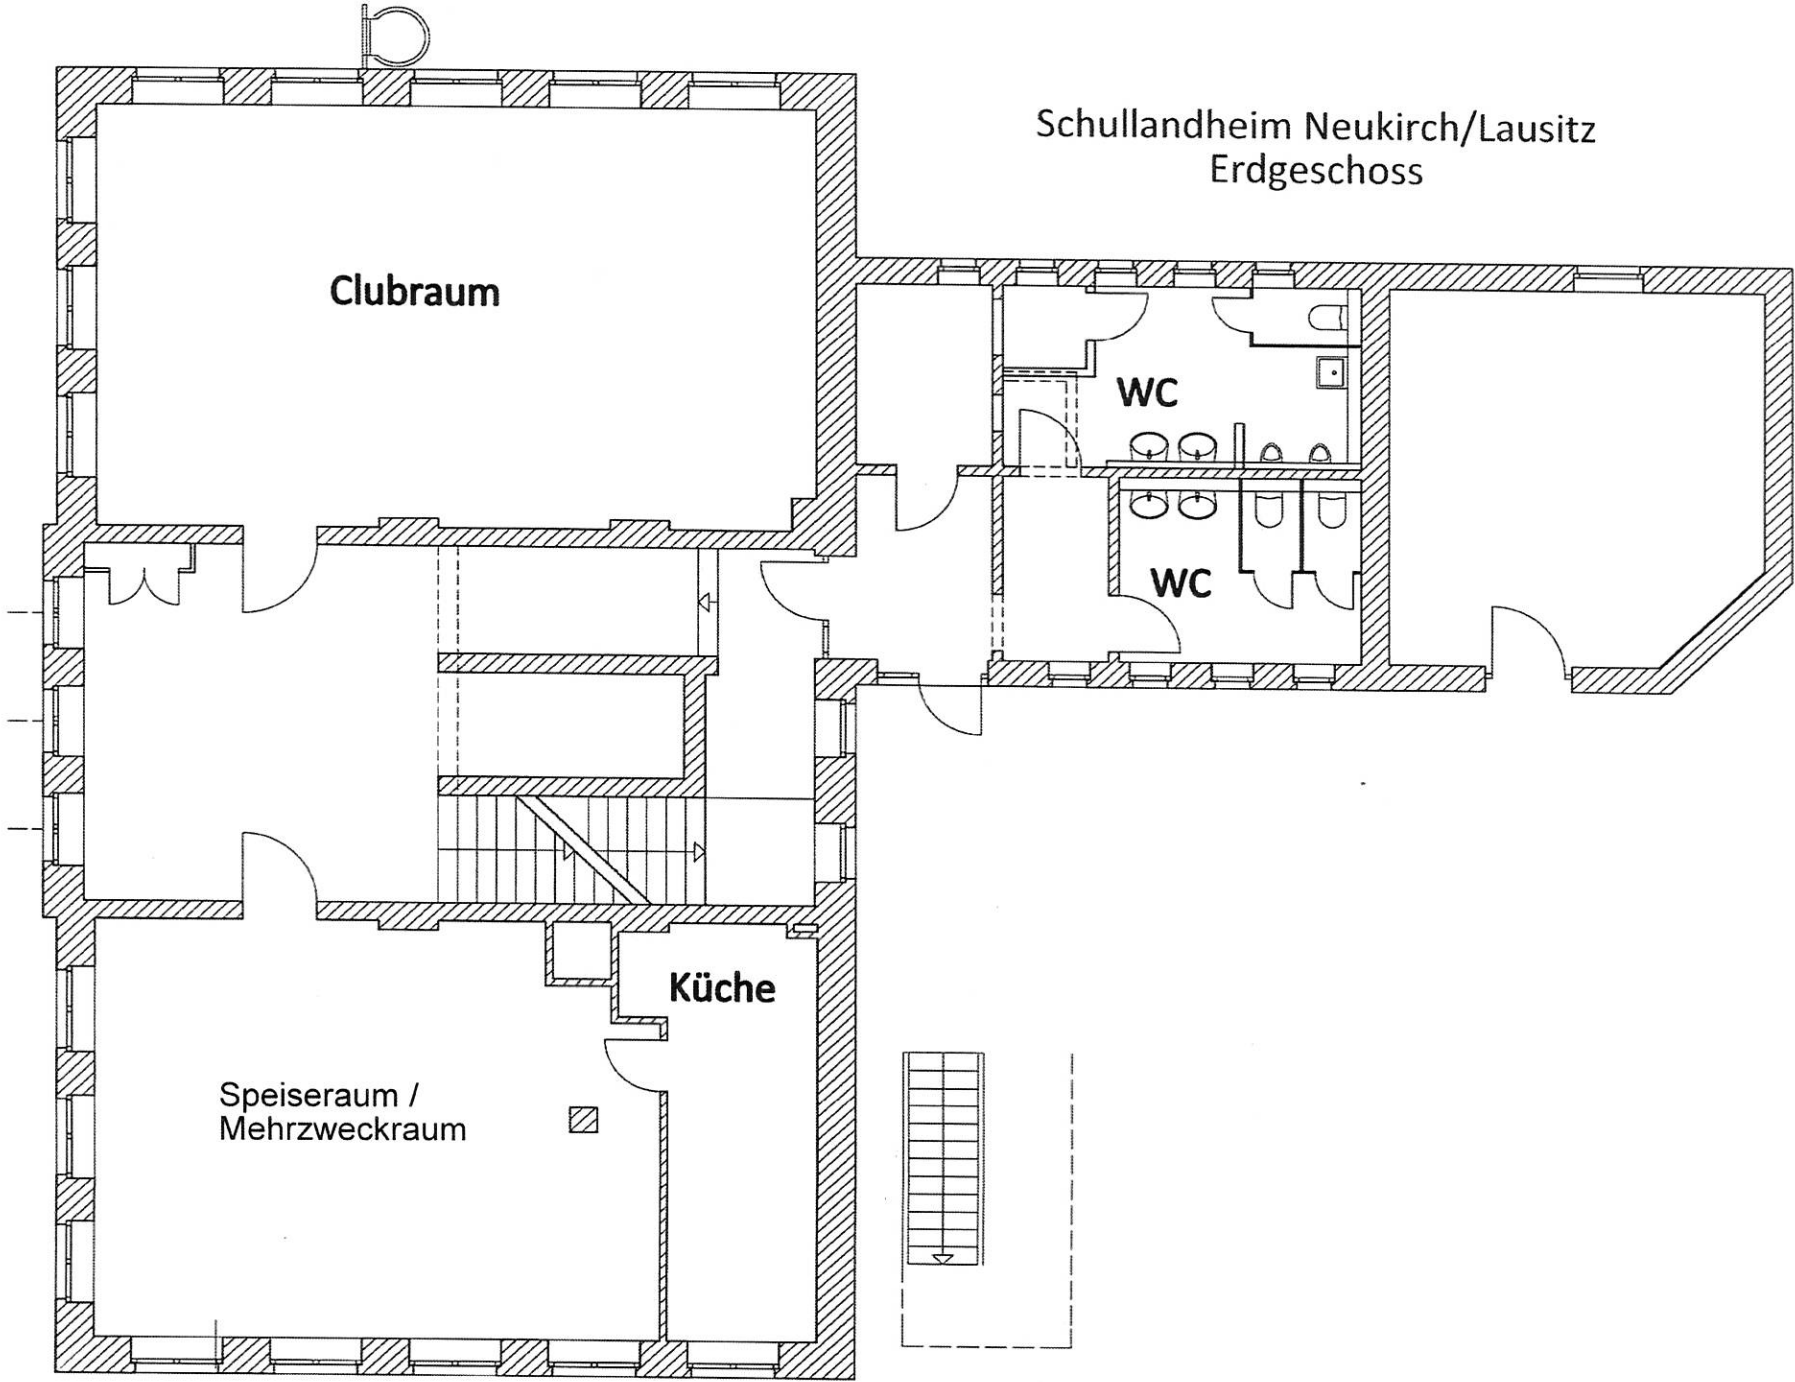 Schullandheim Neukirch/Lausitz
Erdgeschoss
Clubraum
WC
WC
Küche
Speiseraum /
Mehrzweckraum